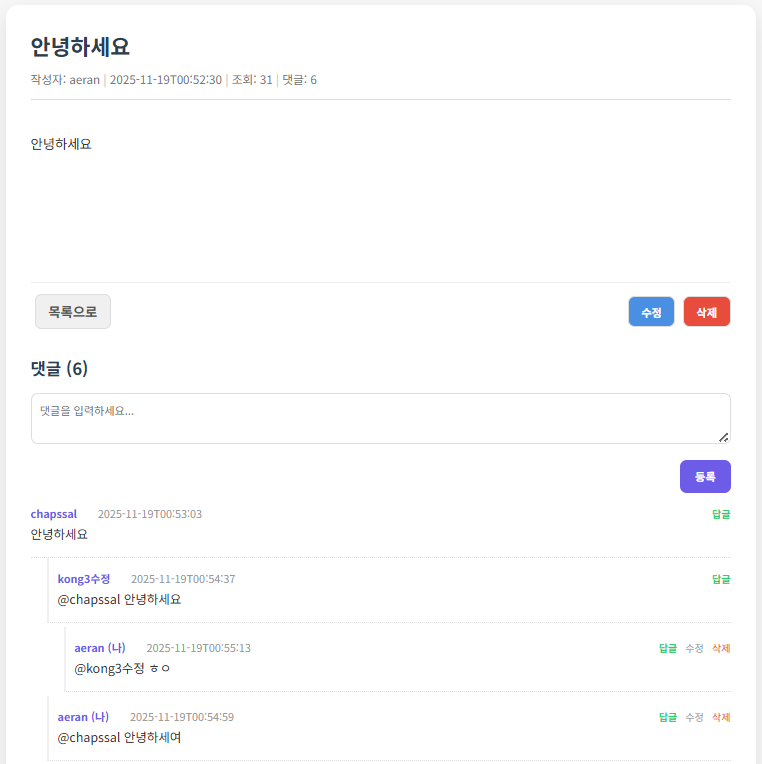 안녕하세요
작성자: aeran | 2025-11-19T00:52:30 | 조회: 31 | 댓글: 6
안녕하세요
목록으로 수정 삭제
댓글 (6)
댓글을 입력하세요...
등록
chapssal 2025-11-19T00:53:03 답글
안녕하세요
kong3수정 2025-11-19T00:54:37 답글
@chapssal 안녕하세요
aeran (나) 2025-11-19T00:55:13 답글 수정 삭제
@kong3수정 ㅎㅇ
aeran (나) 2025-11-19T00:54:59 답글 수정 삭제
@chapssal 안녕하세여